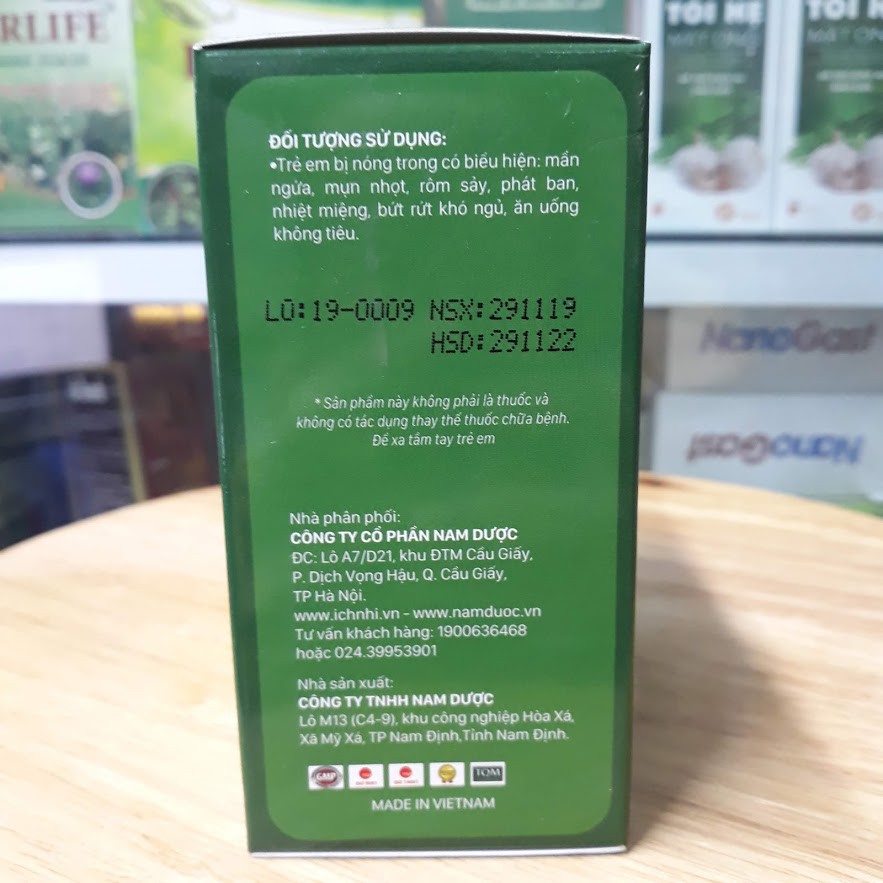 RLIFE
TỎI HẸ
MẬT ONG
TỎI H
MẬT ON
ĐỐI TƯỢNG SỬ DỤNG:
•Trẻ em bị nóng trong có biểu hiện: mẩn
ngứa, mụn nhọt, rôm sảy, phát ban,
nhiệt miệng, bứt rứt khó ngủ, ăn uống
không tiêu.
LÔ:19-0009 NSX:291119
HSD:291122
* Sản phẩm này không phải là thuốc và
không có tác dụng thay thế thuốc chữa bệnh.
Để xa tầm tay trẻ em
NanoGast
NanoGast
Nhà phân phối:
CÔNG TY CỔ PHẦN NAM DƯỢC
ĐC: Lô A7/D21, khu ĐTM Cầu Giấy,
P. Dịch Vọng Hậu, Q. Cầu Giấy,
TP Hà Nội.
www.ichnhi.vn - www.namduoc.vn
Tư vấn khách hàng: 1900636468
hoặc 024.39953901
Nhà sản xuất:
CÔNG TY TNHH NAM DƯỢC
Lô M13 (C4-9), khu công nghiệp Hòa Xá,
Xã Mỹ Xá, TP Nam Định,Tỉnh Nam Định.
GMP
TQM
MADE IN VIETNAM